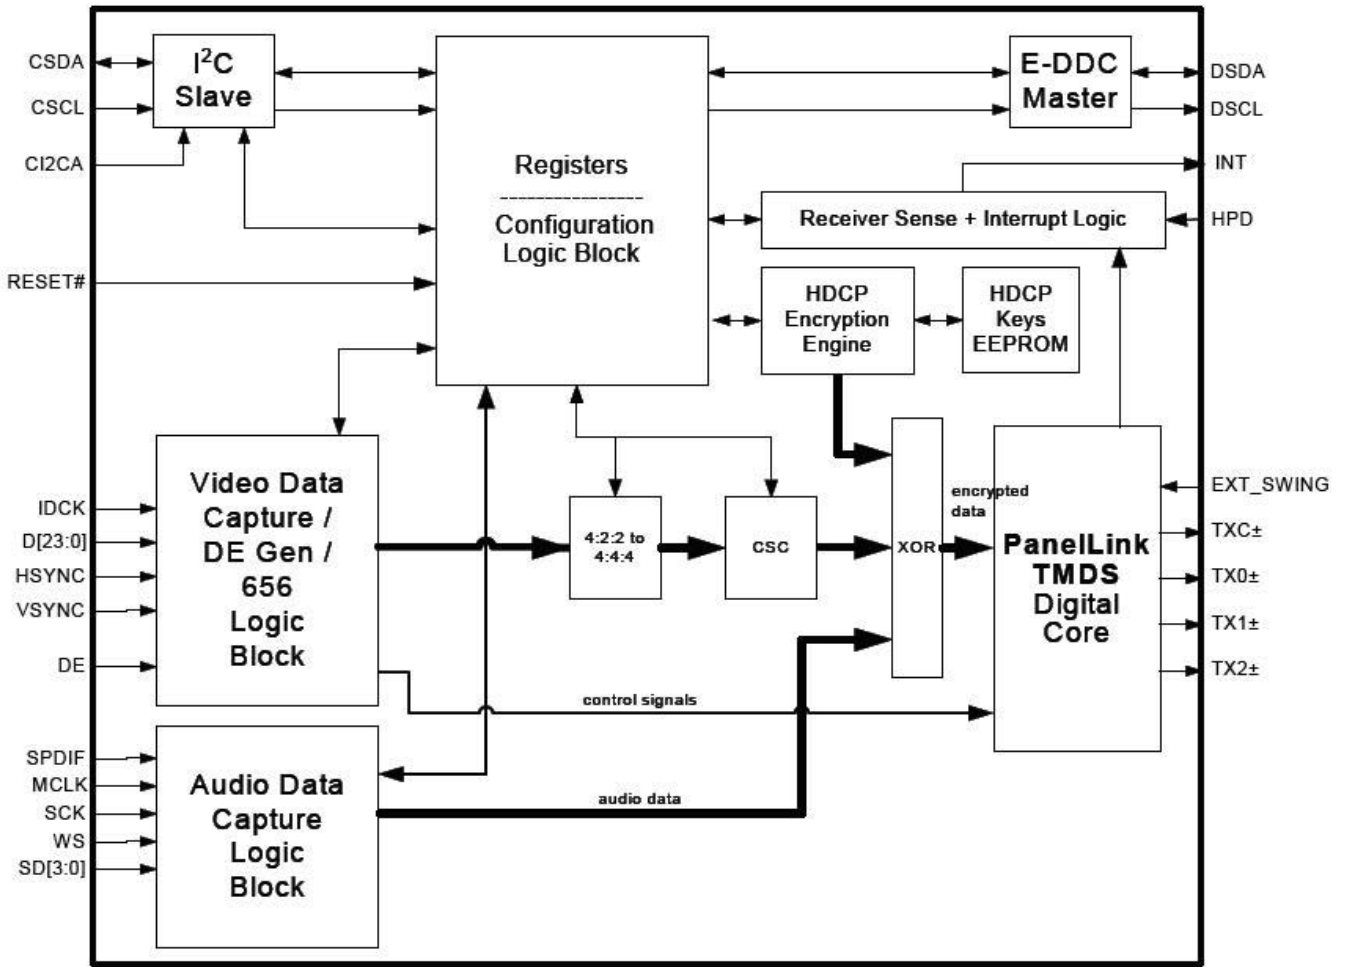 CSDA
CSCL
CI2CA
RESET#
IDCK
D[23:0]
HSYNC
VSYNC
DE
SPDIF
MCLK
SCK
WS
SD[3:0]
I²C
Slave
Registers
----------------
Configuration
Logic Block
E-DDC
Master
Receiver Sense + Interrupt Logic
HDCP
Encryption
Engine
HDCP
Keys
EEPROM
Video Data
Capture /
DE Gen /
656
Logic
Block
4:2:2 to
4:4:4
CSC
XOR
encrypted
data
PanelLink
TMDS
Digital
Core
control signals
Audio Data
Capture
Logic
Block
audio data
DSDA
DSCL
INT
HPD
EXT_SWING
TXC±
TX0±
TX1±
TX2±